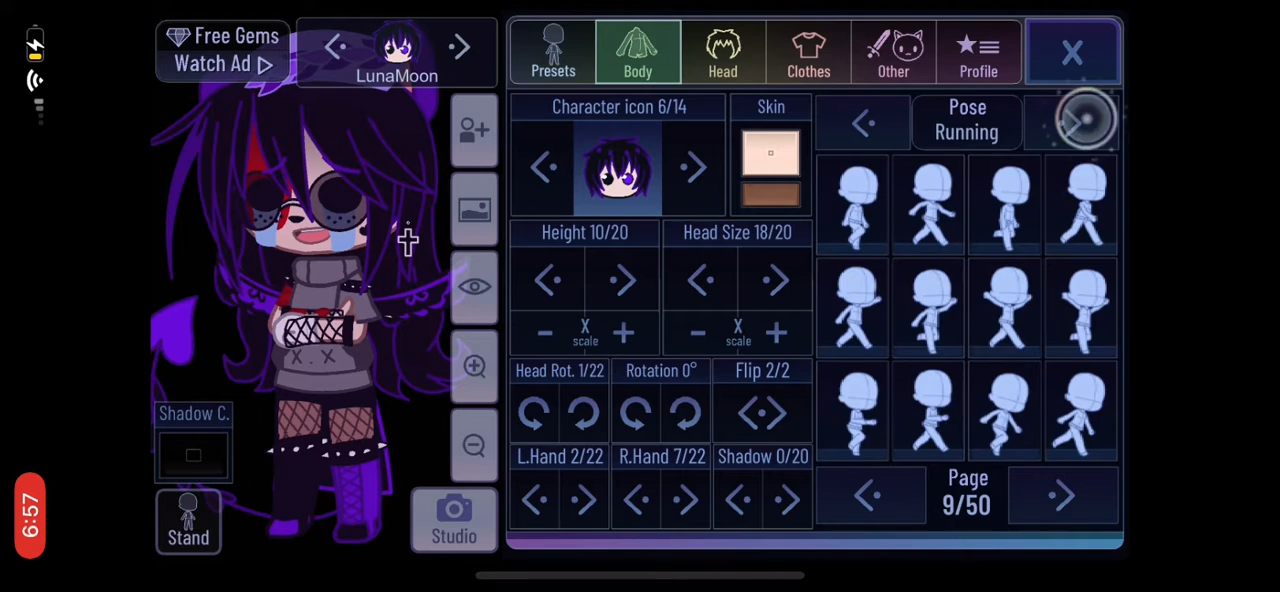 Free Gems
Watch Ad
LunaMoon
Presets
Body
Head
Clothes
Other
Profile
X
Character icon 6/14
Skin
Pose
Running
Height 10/20
Head Size 18/20
X
scale
X
scale
Head Rot. 1/22
Rotation 0°
Flip 2/2
L.Hand 2/22
R.Hand 7/22
Shadow 0/20
Page
9/50
Shadow C.
Stand
Studio
6:57